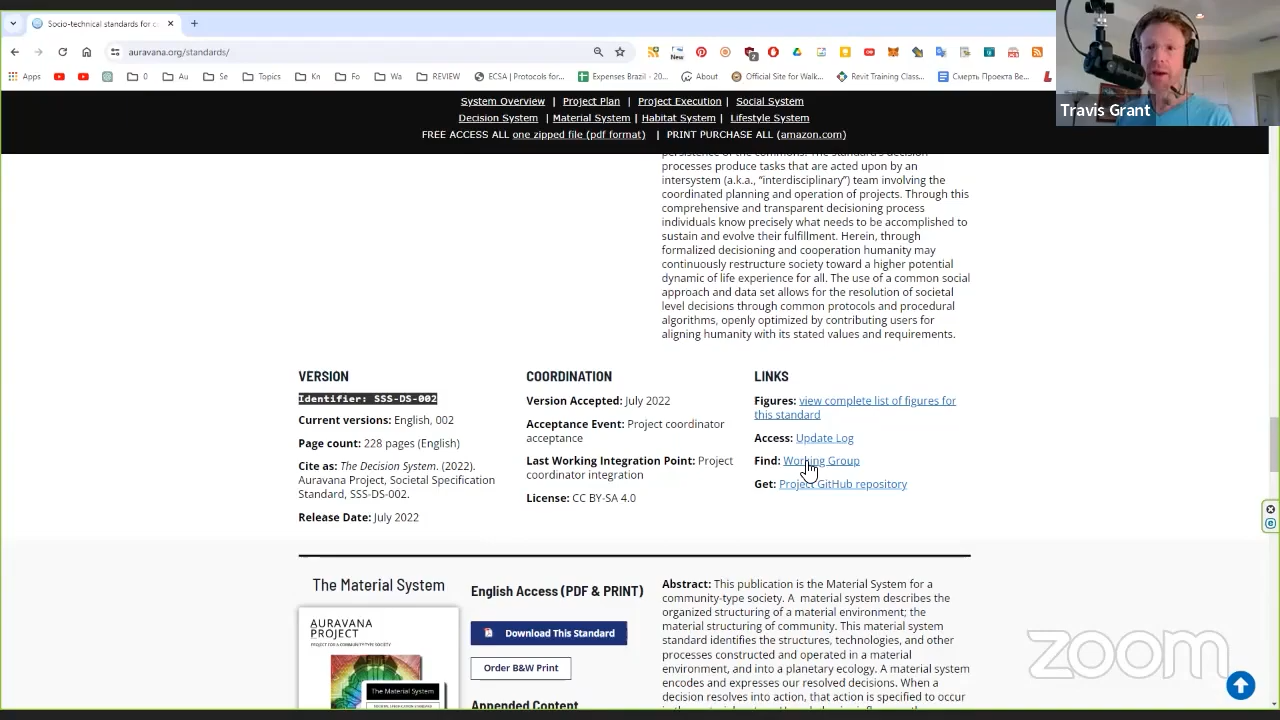 Socio-technical standards for c
auravana.org/standards/
New
Apps
0
Au
Se
Topics
Kn
Fo
Wa
REVIEW
ECSA | Protocols for...
Expenses Brazil - 20...
About
Official Site for Walk...
Revit Training Class...
Смерть Проекта Ве...
Travis Grant
System Overview | Project Plan | Project Execution | Social System
Decision System | Material System | Habitat System | Lifestyle System
FREE ACCESS ALL one zipped file (pdf format) | PRINT PURCHASE ALL (amazon.com)
persistence of the commons. The standard's decision
processes produce tasks that are acted upon by an
intersystem (a.k.a., "interdisciplinary") team involving the
coordinated planning and operation of projects. Through this
comprehensive and transparent decisioning process
individuals know precisely what needs to be accomplished to
sustain and evolve their fulfillment. Herein, through
formalized decisioning and cooperation humanity may
continuously restructure society toward a higher potential
dynamic of life experience for all. The use of a common social
approach and data set allows for the resolution of societal
level decisions through common protocols and procedural
algorithms, openly optimized by contributing users for
aligning humanity with its stated values and requirements.
VERSION
Identifier: SSS-DS-002
Current versions: English, 002
Page count: 228 pages (English)
Cite as: The Decision System. (2022).
Auravana Project, Societal Specification
Standard, SSS-DS-002.
Release Date: July 2022
COORDINATION
Version Accepted: July 2022
Acceptance Event: Project coordinator
acceptance
Last Working Integration Point: Project
coordinator integration
License: CC BY-SA 4.0
LINKS
Figures: view complete list of figures for
this standard
Access: Update Log
Find: Working Group
Get: Project GitHub repository
The Material System
AURAVANA
PROJECT
PROJECT FOR A COMMUNITY-TYPE SOCIETY
The Material System
English Access (PDF & PRINT)
Download This Standard
Order B&W Print
Appended Content
Abstract: This publication is the Material System for a
community-type society. A material system describes the
organized structuring of a material environment; the
material structuring of community. This material system
standard identifies the structures, technologies, and other
processes constructed and operated in a material
environment, and into a planetary ecology. A material system
encodes and expresses our resolved decisions. When a
decision resolves into action, that action is specified to occur
zoom